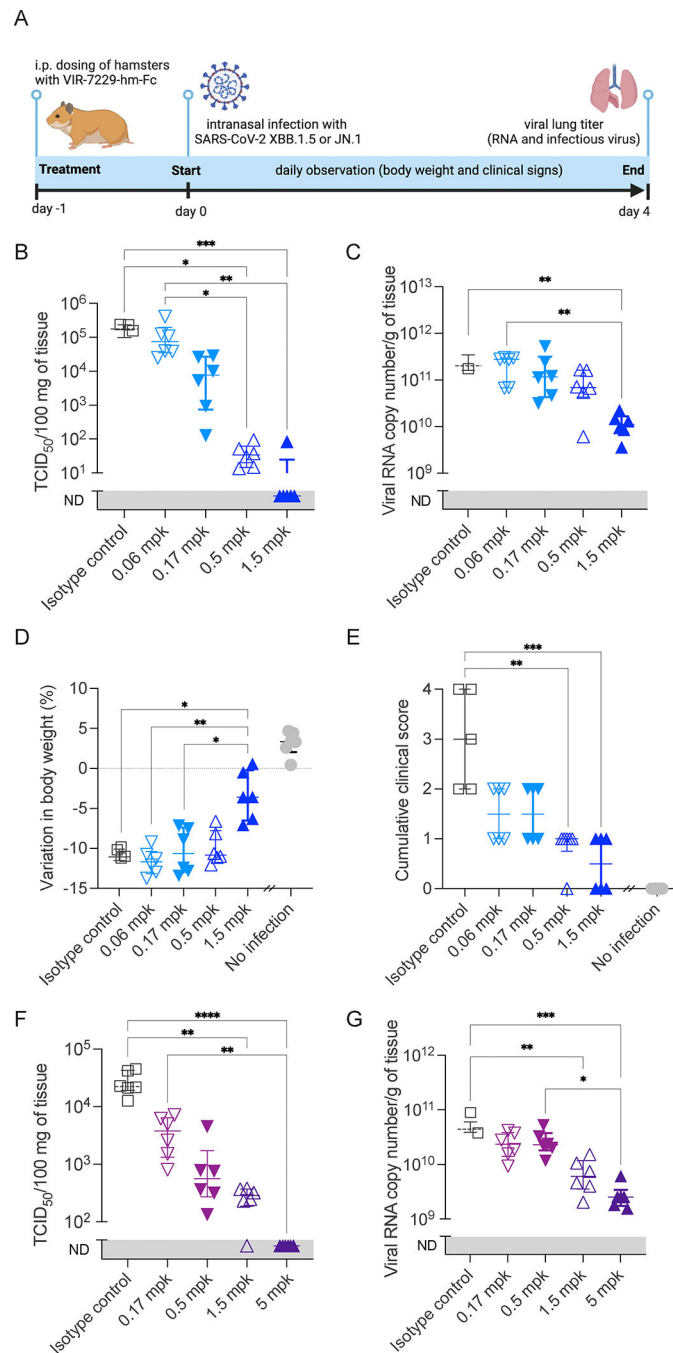 A
i.p. dosing of hamsters
with VIR-7229-hm-Fc
intranasal infection with
SARS-CoV-2 XBB.1.5 or JN.1
viral lung titer
(RNA and infectious virus)
Treatment
Start
daily observation (body weight and clinical signs)
End
day -1
day 0
day 4
B
***
*
**
*
TCID50/100 mg of tissue
10^6
10^5
10^4
10^3
10^2
10^1
ND
Isotype control
0.06 mpk
0.17 mpk
0.5 mpk
1.5 mpk
C
**
**
Viral RNA copy number/g of tissue
10^13
10^12
10^11
10^10
10^9
ND
Isotype control
0.06 mpk
0.17 mpk
0.5 mpk
1.5 mpk
D
*
**
*
Variation in body weight (%)
10
5
0
-5
-10
-15
Isotype control
0.06 mpk
0.17 mpk
0.5 mpk
1.5 mpk
No infection
E
***
**
Cumulative clinical score
4
3
2
1
0
Isotype control
0.06 mpk
0.17 mpk
0.5 mpk
1.5 mpk
No infection
F
****
**
**
TCID50/100 mg of tissue
10^5
10^4
10^3
10^2
ND
Isotype control
0.17 mpk
0.5 mpk
1.5 mpk
5 mpk
G
***
**
*
Viral RNA copy number/g of tissue
10^12
10^11
10^10
10^9
ND
Isotype control
0.17 mpk
0.5 mpk
1.5 mpk
5 mpk